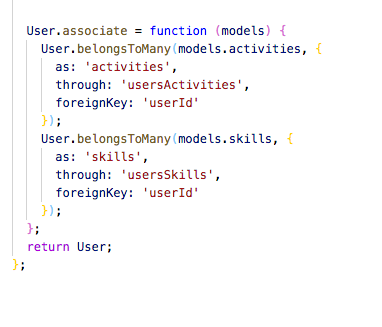 User.associate = function (models) {
User.belongsToMany(models.activities, {
as: 'activities',
through: 'usersActivities',
foreignKey: 'userId'
});
User.belongsToMany(models.skills, {
as: 'skills',
through: 'usersSkills',
foreignKey: 'userId'
});
};
return User;
};